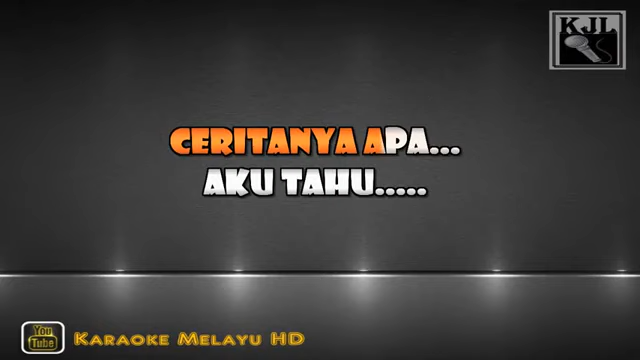 KJL
CERITANYA APA...
AKU TAHU.....
You
Tube
KARAOKE MELAYU HD